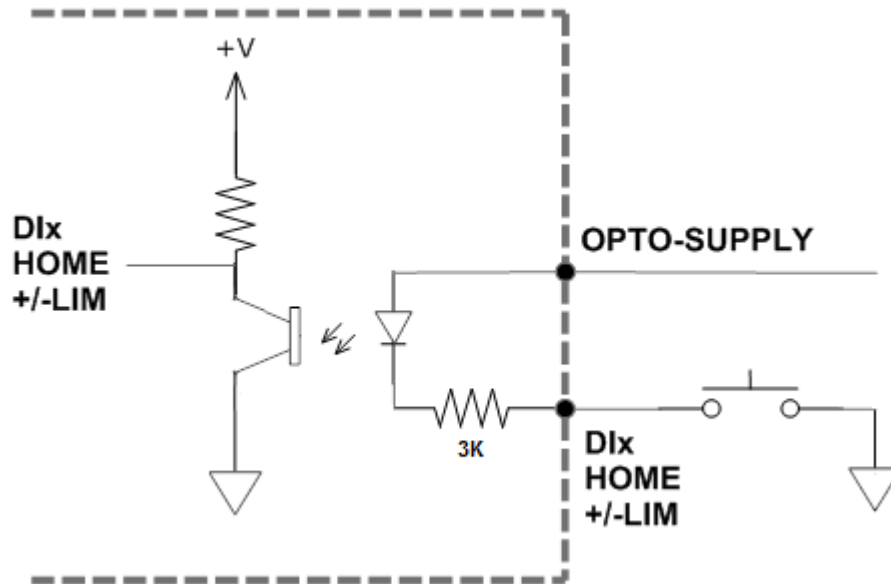 +V
DIx
HOME
+/-LIM
OPTO-SUPPLY
3K
DIx
HOME
+/-LIM